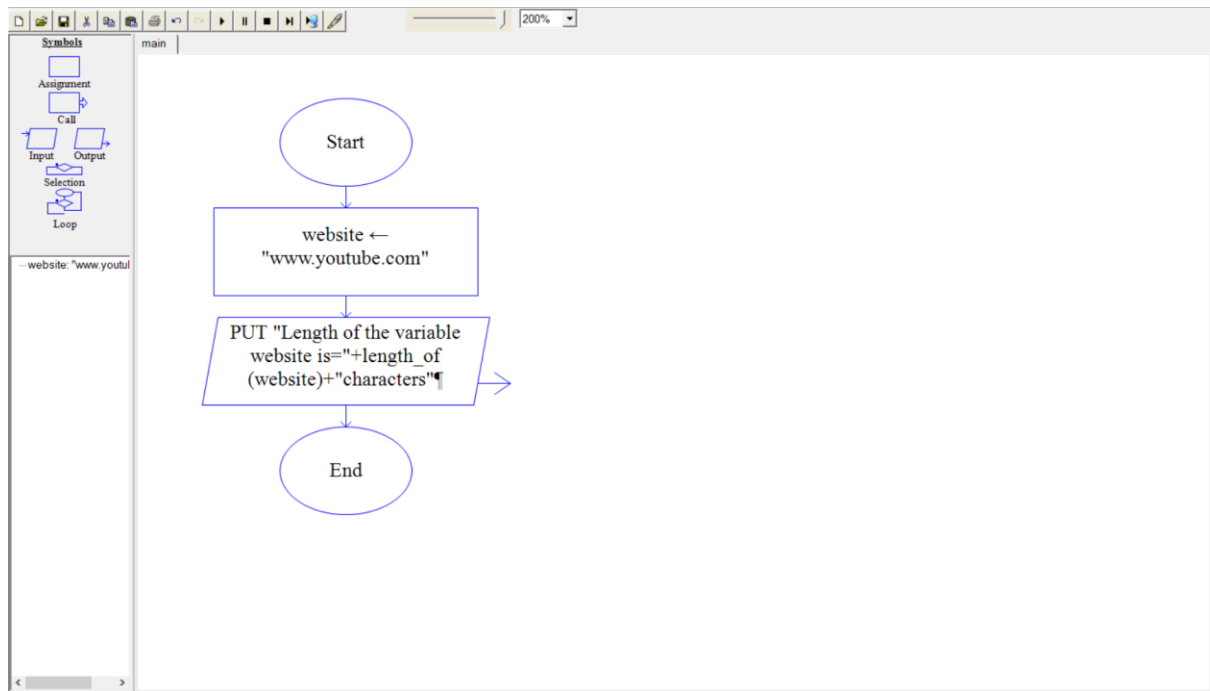 200%
Symbols
main
Assignment
Call
Input Output
Selection
Loop
website: "www.youtul
Start
website ←
"www.youtube.com"
PUT "Length of the variable
website is="+length_of
(website)+"characters"¶
End